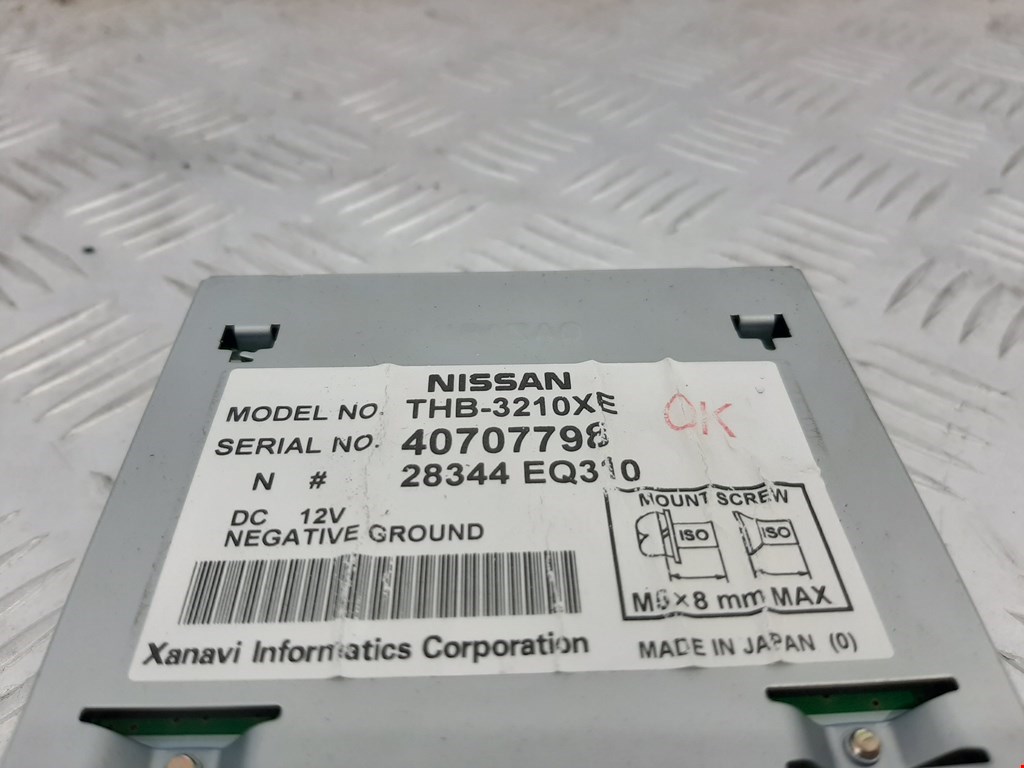 NISSAN
MODEL NO. THB-3210XE
OK
SERIAL NO. 40707798
N # 28344 EQ310
DC 12V
NEGATIVE GROUND
MOUNT SCREW
ISO ISO
M5×8 mm MAX
Xanavi Informatics Corporation
MADE IN JAPAN (0)